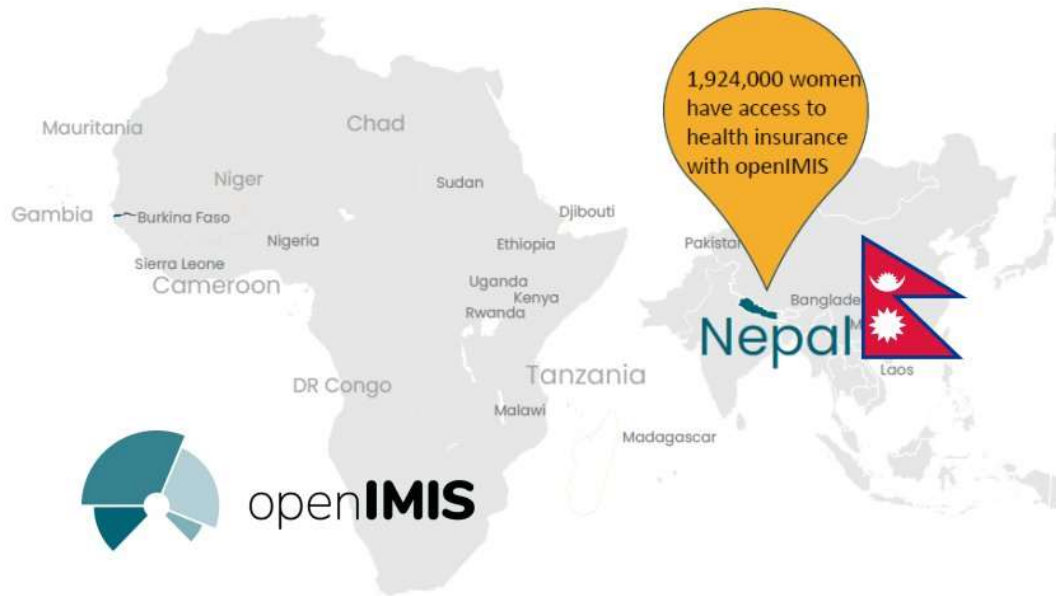 1,924,000 women
have access to
health insurance
with openIMIS
Mauritania
Chad
Niger
Sudan
Gambia
Burkina Faso
Djibouti
Nigeria
Ethiopia
Pakistan
Sierra Leone
Cameroon
Uganda
Kenya
Rwanda
Banglade
Nepal
Laos
DR Congo
Tanzania
Malawi
Madagascar
openIMIS